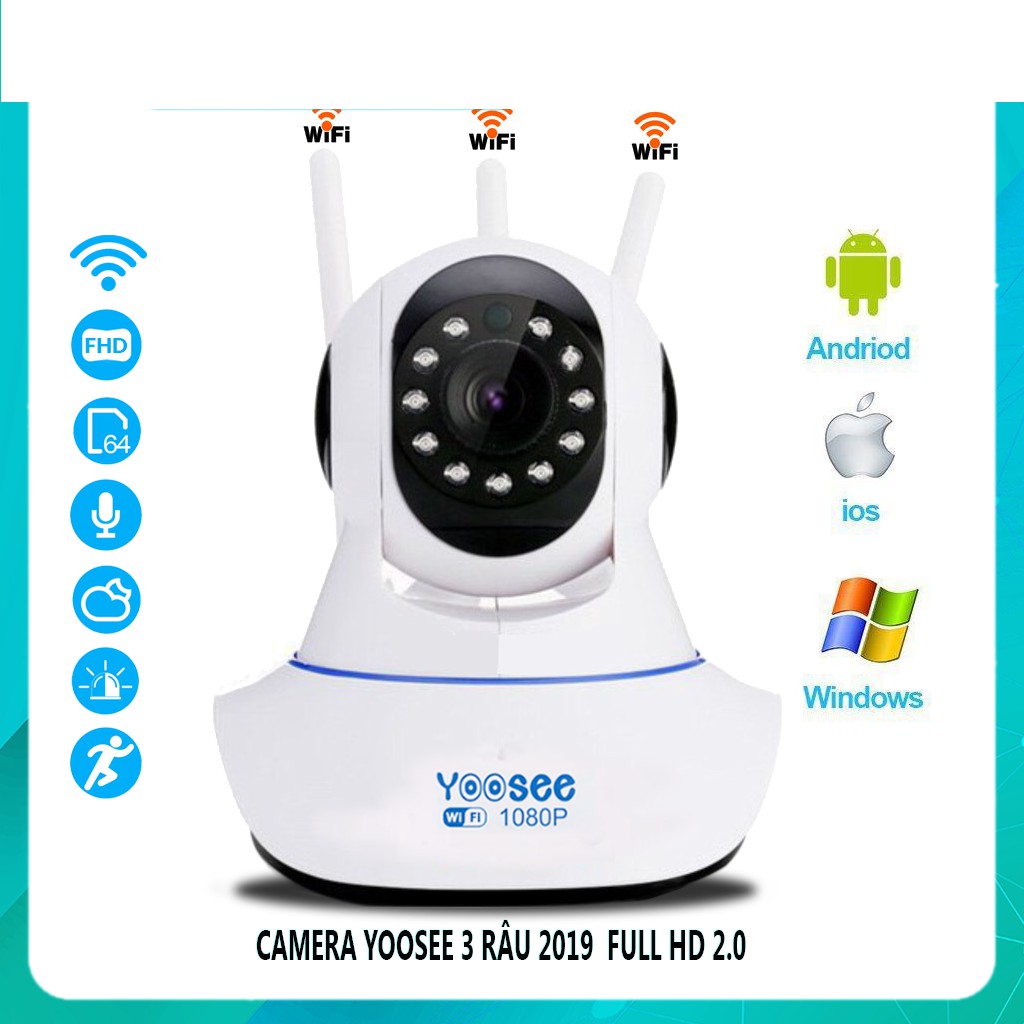 WiFi
WiFi
WiFi
FHD
64
Andriod
ios
Windows
Yoosee
WIFI 1080P
CAMERA YOOSEE 3 RÂU 2019 FULL HD 2.0